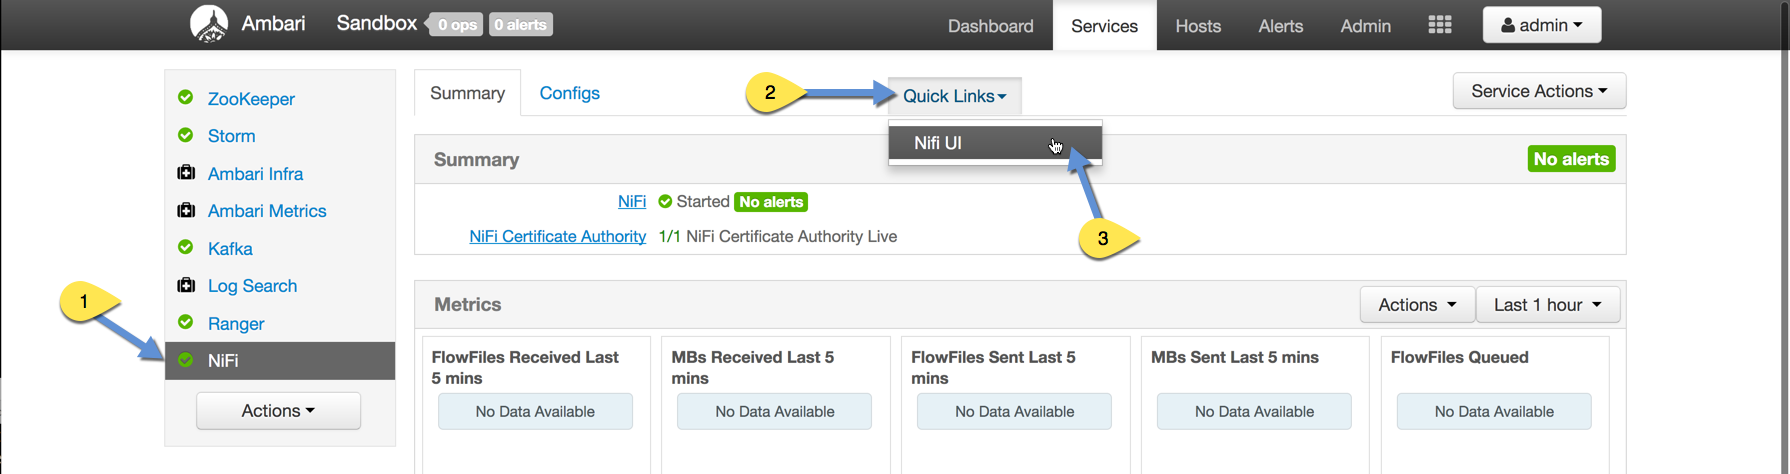 Ambari Sandbox 0 ops 0 alerts Dashboard Services Hosts Alerts Admin admin
ZooKeeper
Storm
Ambari Infra
Ambari Metrics
Kafka
Log Search
Ranger
NiFi
Actions
1
Summary Configs
2
Quick Links
Nifi UI
3
Service Actions
Summary No alerts
NiFi Started No alerts
NiFi Certificate Authority 1/1 NiFi Certificate Authority Live
Metrics Actions Last 1 hour
FlowFiles Received Last
5 mins
No Data Available
MBs Received Last 5
mins
No Data Available
FlowFiles Sent Last 5
mins
No Data Available
MBs Sent Last 5 mins
No Data Available
FlowFiles Queued
No Data Available